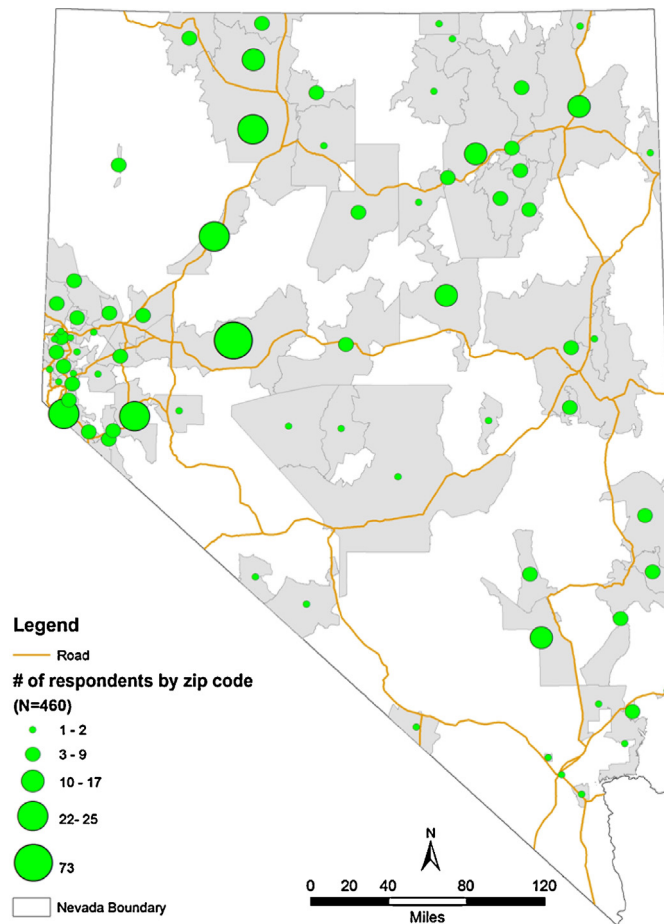 Legend
Road
# of respondents by zip code
(N=460)
1 - 2
3 - 9
10 - 17
22- 25
73
Nevada Boundary
N
0 20 40 80 120
Miles